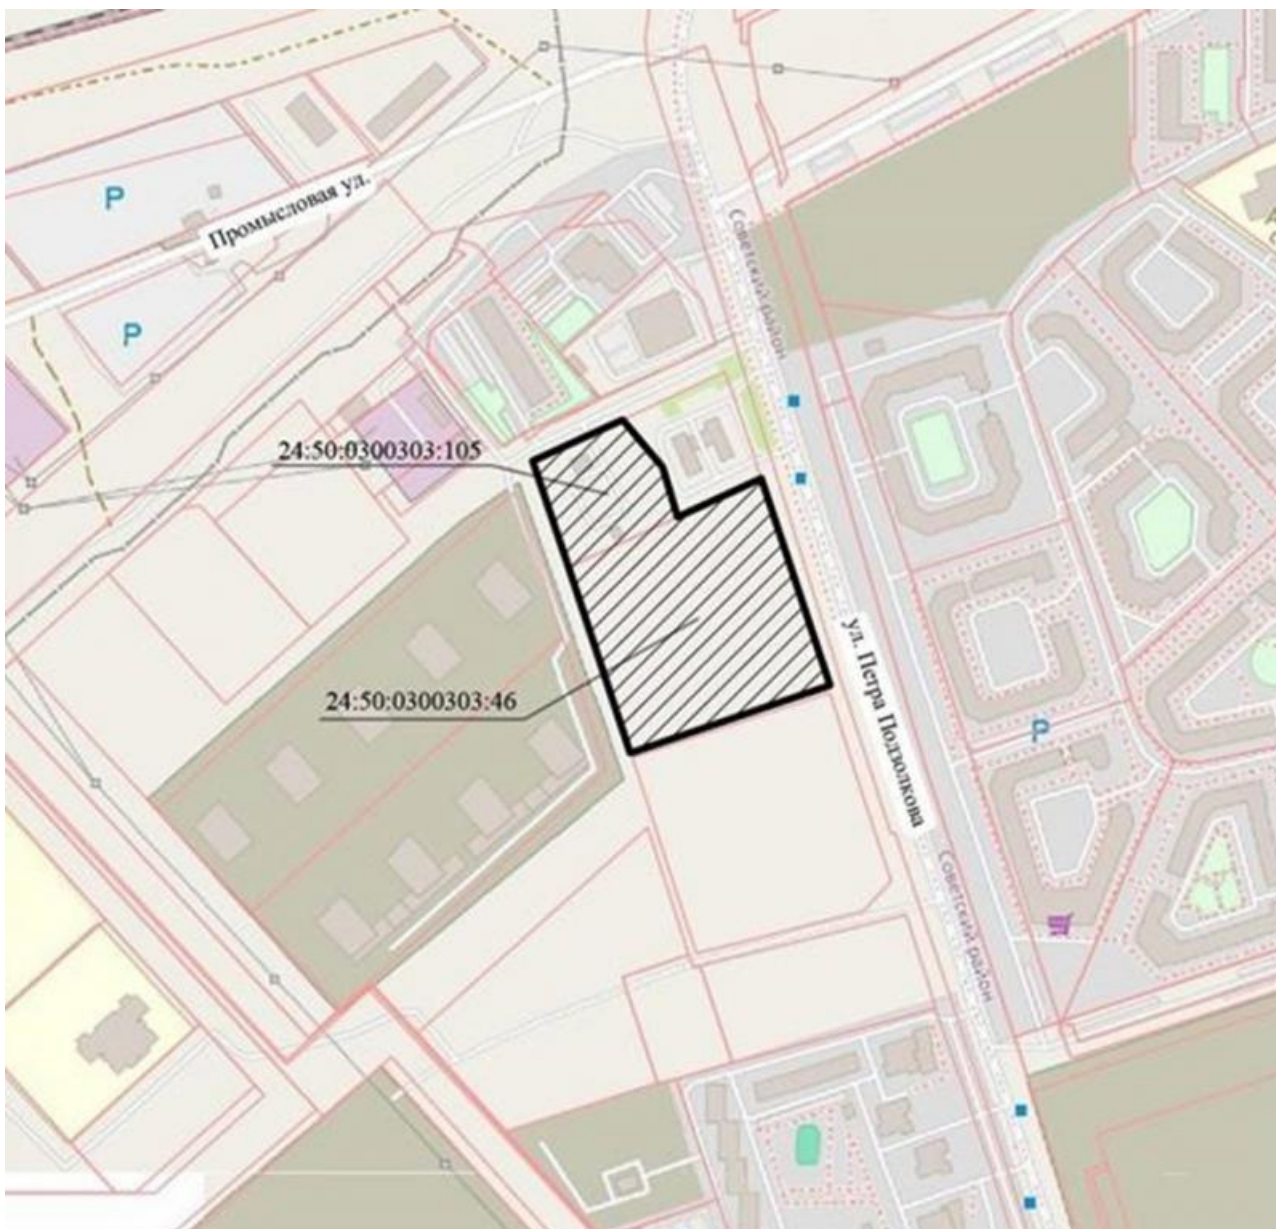 P
Промысловая ул.
Советский район
P
24:50:0300303:105
24:50:0300303:46
ул. Петра Подзолкова
P
Советский район